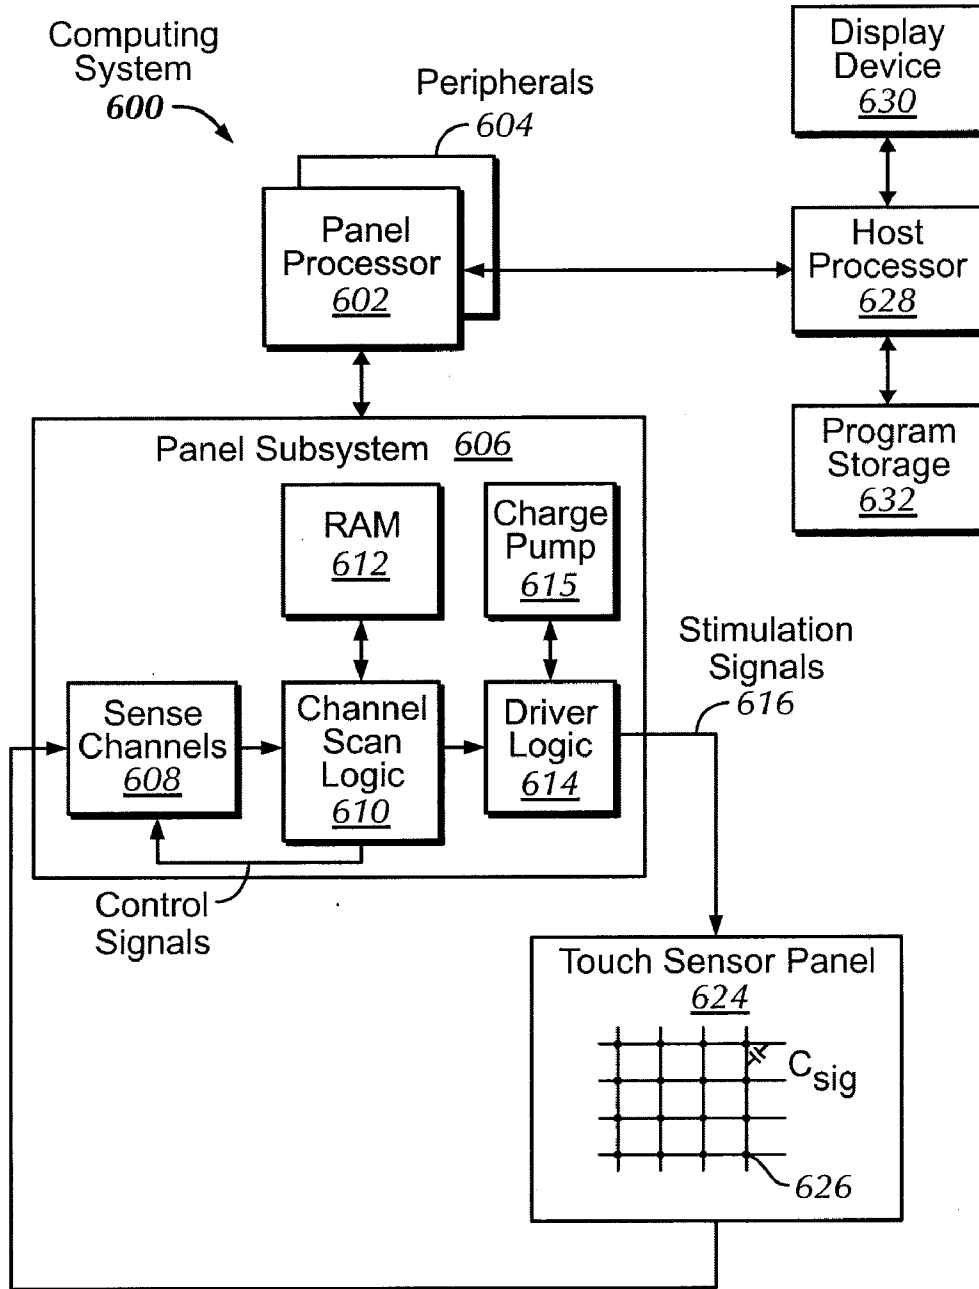 Computing
System
600
Peripherals
604
Display
Device
630
Panel
Processor
602
Host
Processor
628
Program
Storage
632
Panel Subsystem 606
RAM
612
Charge
Pump
615
Stimulation
Signals
616
Sense
Channels
608
Channel
Scan
Logic
610
Driver
Logic
614
Control
Signals
Touch Sensor Panel
624
Csig
626